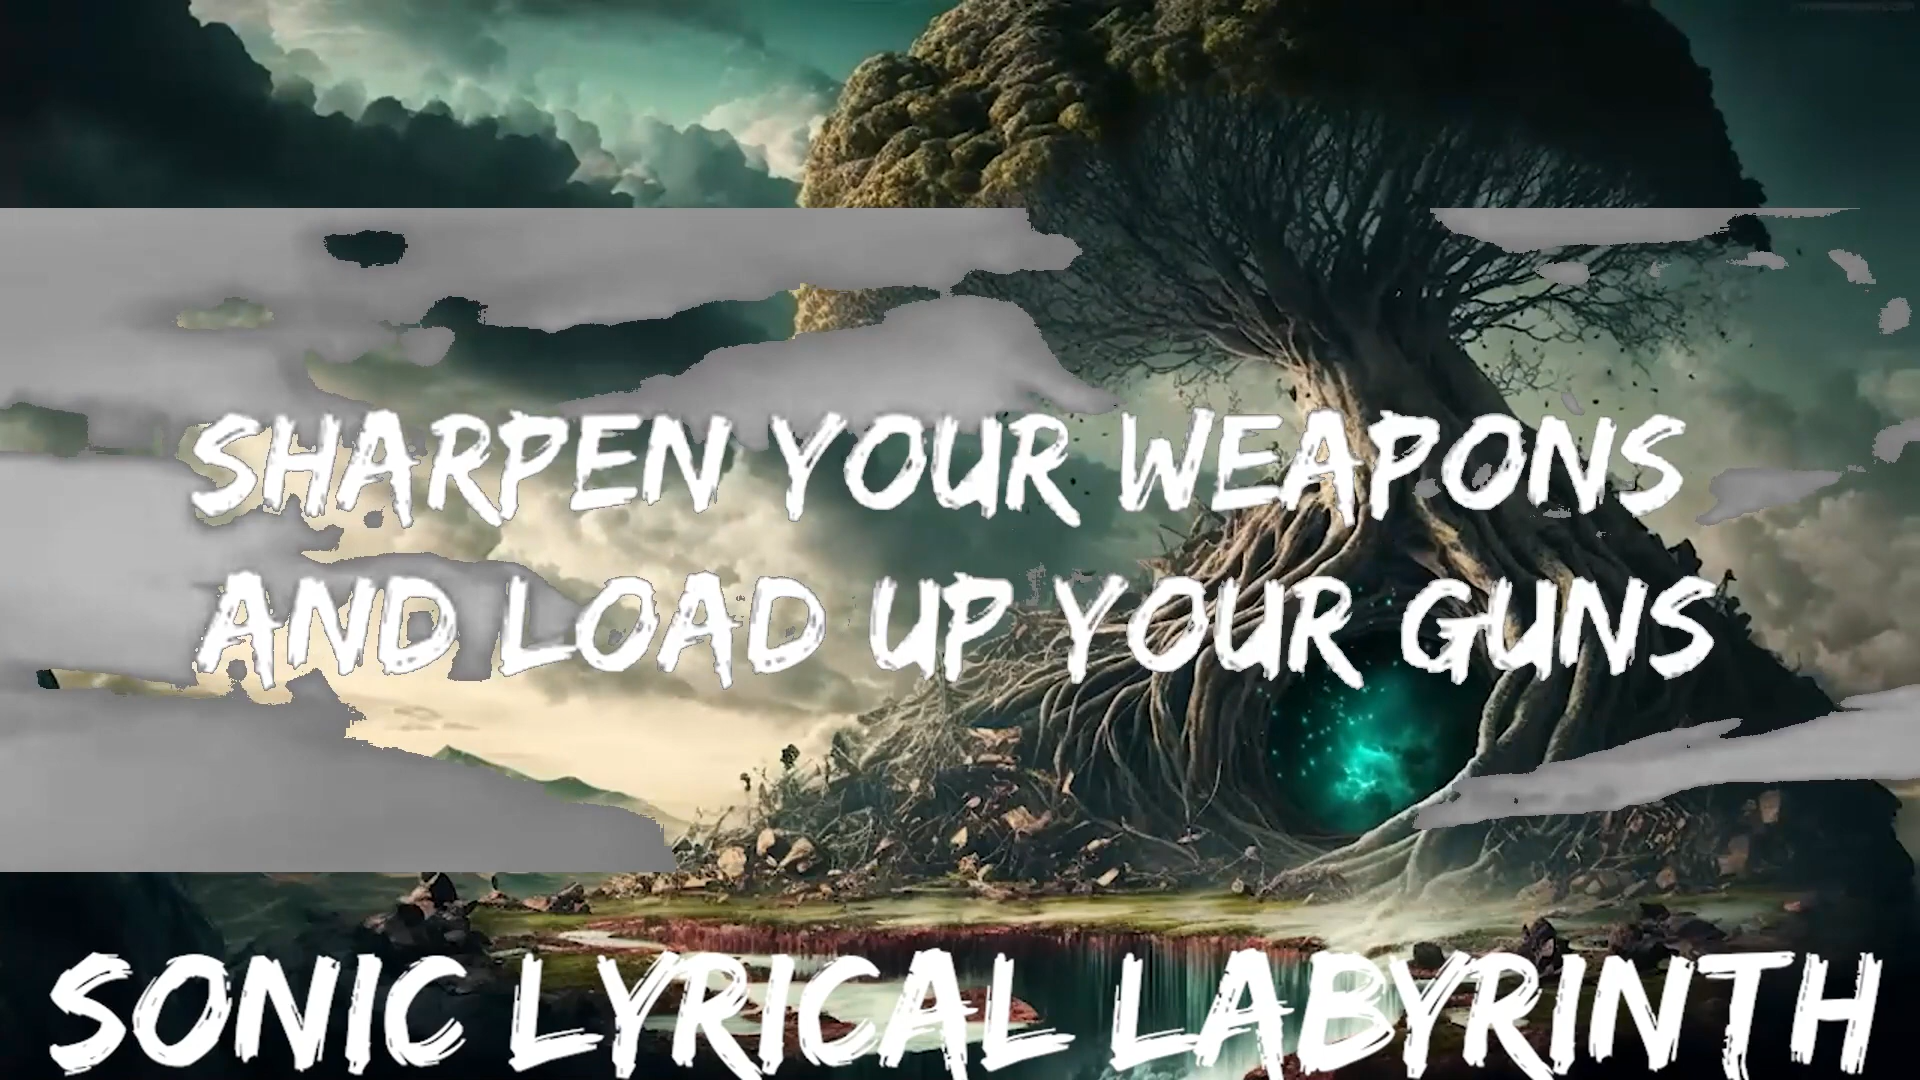 SHARPEN YOUR WEAPONS
AND LOAD UP YOUR GUNS
SONIC LYRICAL LABYRINTH